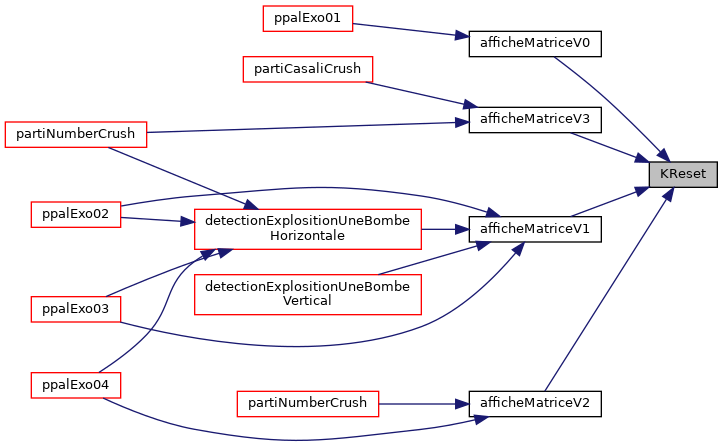 ppalExo01
afficheMatriceV0
partiCasaliCrush
afficheMatriceV3
partiNumberCrush
KReset
ppalExo02
detectionExplositionUneBombe
Horizontale
afficheMatriceV1
detectionExplositionUneBombe
Vertical
ppalExo03
ppalExo04
partiNumberCrush
afficheMatriceV2